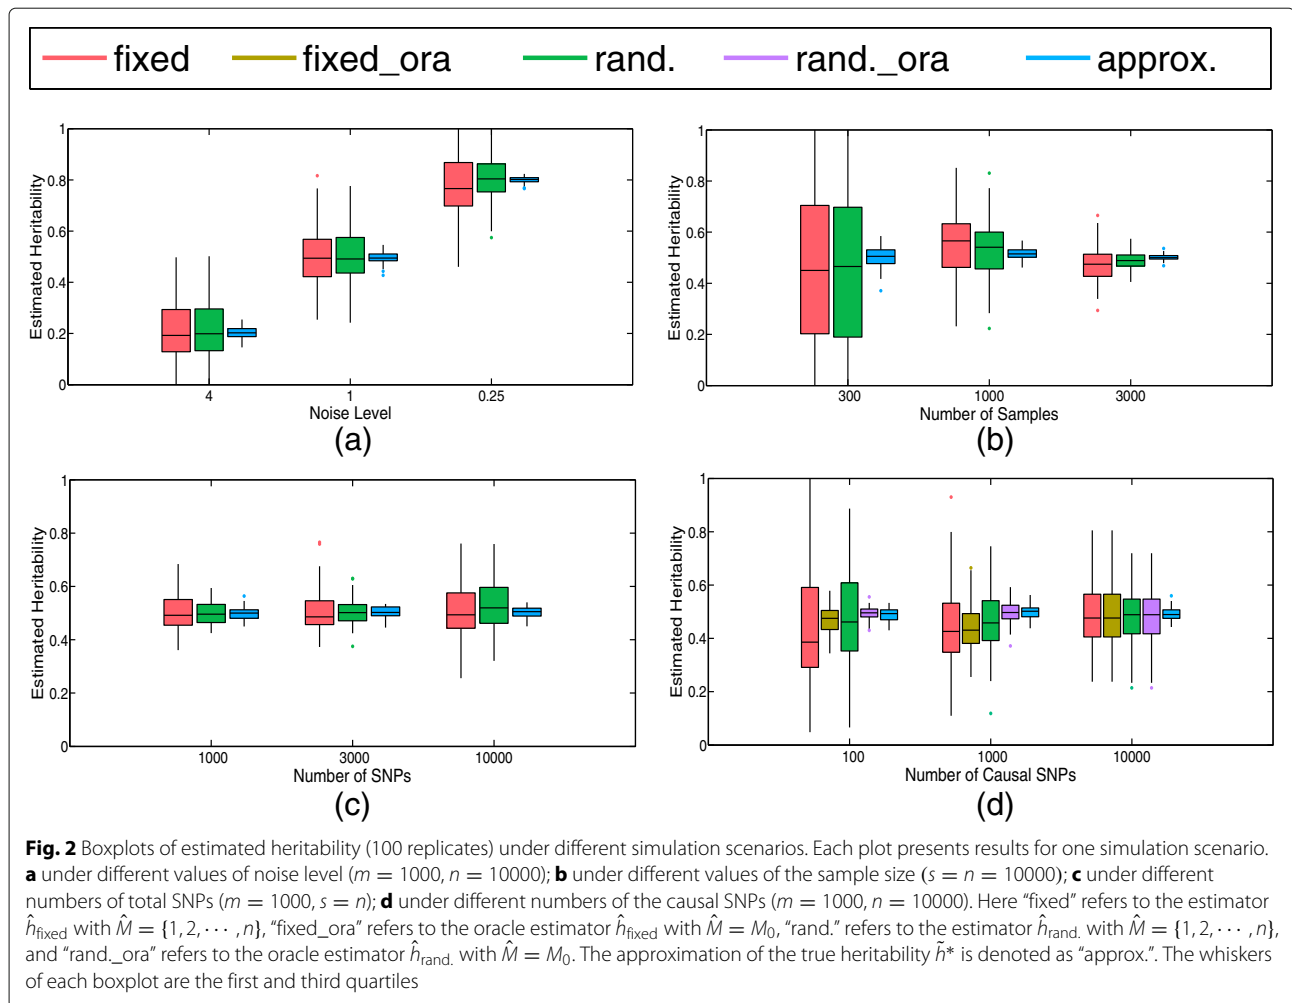 fixed fixed_ora rand. rand._ora approx.
1
0.8
0.6
0.4
0.2
0
Estimated Heritability
4 1 0.25
Noise Level
(a)
1
0.8
0.6
0.4
0.2
0
Estimated Heritability
300 1000 3000
Number of Samples
(b)
1
0.8
0.6
0.4
0.2
0
Estimated Heritability
1000 3000 10000
Number of SNPs
(c)
1
0.8
0.6
0.4
0.2
0
Estimated Heritability
100 1000 10000
Number of Causal SNPs
(d)
Fig. 2 Boxplots of estimated heritability (100 replicates) under different simulation scenarios. Each plot presents results for one simulation scenario.
a under different values of noise level (m = 1000, n = 10000); b under different values of the sample size (s = n = 10000); c under different
numbers of total SNPs (m = 1000, s = n); d under different numbers of the causal SNPs (m = 1000, n = 10000). Here “fixed” refers to the estimator
ĥfixed with M̂ = {1, 2, · · · , n}, “fixed_ora” refers to the oracle estimator ĥfixed with M̂ = M0, “rand.” refers to the estimator ĥrand. with M̂ = {1, 2, · · · , n},
and “rand._ora” refers to the oracle estimator ĥrand. with M̂ = M0. The approximation of the true heritability h̃* is denoted as “approx.”. The whiskers
of each boxplot are the first and third quartiles